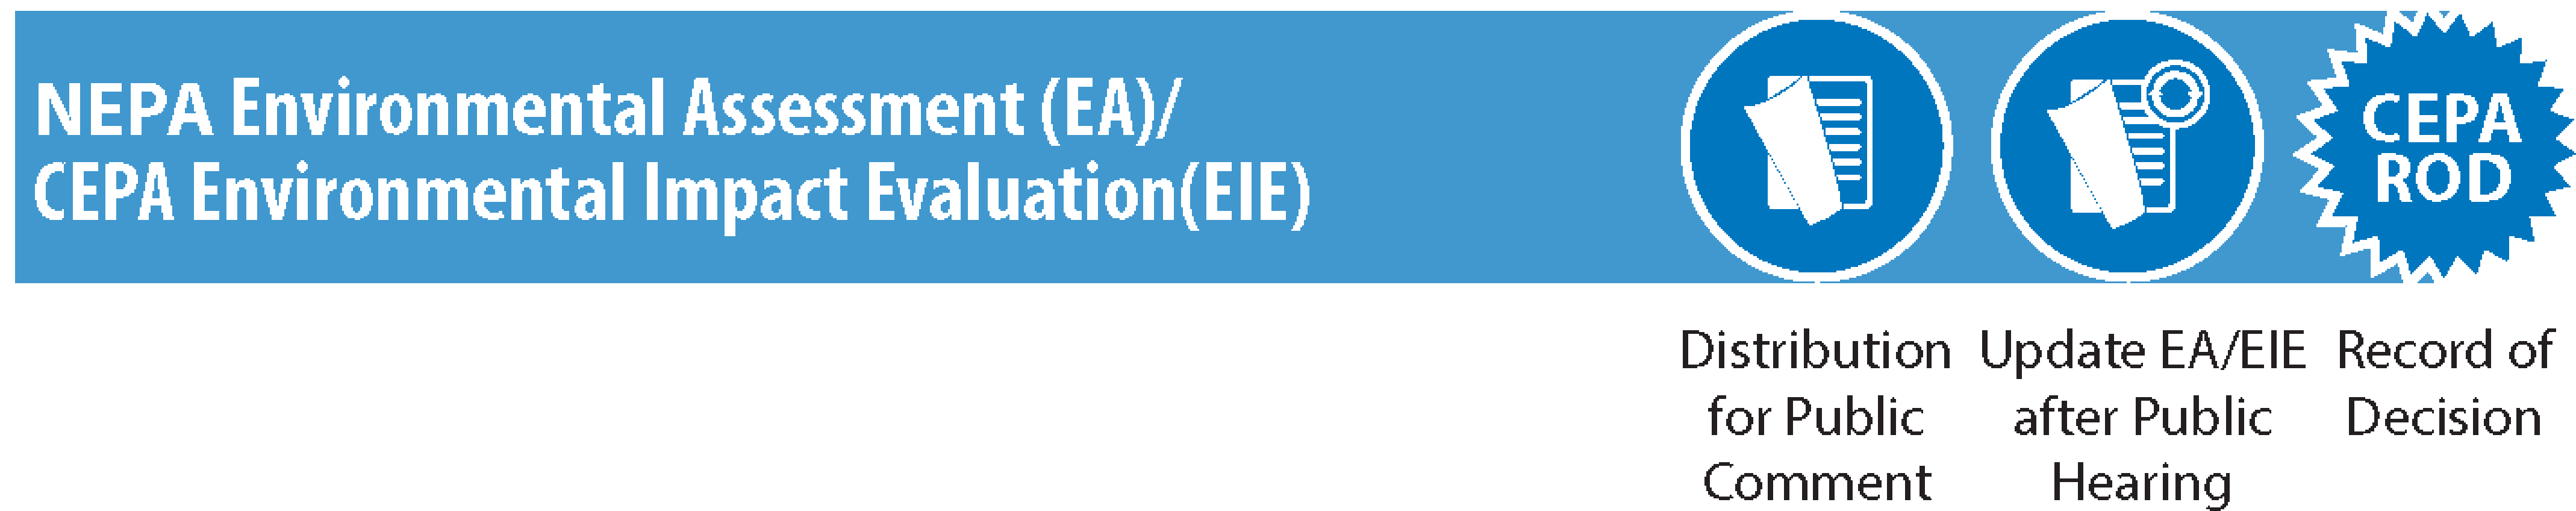 NEPA Environmental Assessment (EA)/
CEPA Environmental Impact Evaluation(EIE)
CEPA
ROD
Distribution
for Public
Comment
Update EA/EIE
after Public
Hearing
Record of
Decision